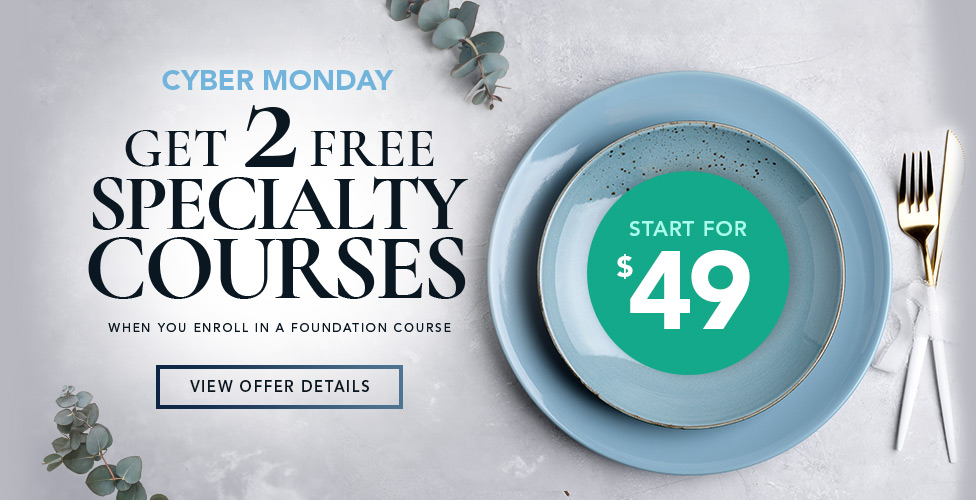 CYBER MONDAY
GET 2 FREE
SPECIALTY
COURSES
WHEN YOU ENROLL IN A FOUNDATION COURSE
VIEW OFFER DETAILS
START FOR
$49